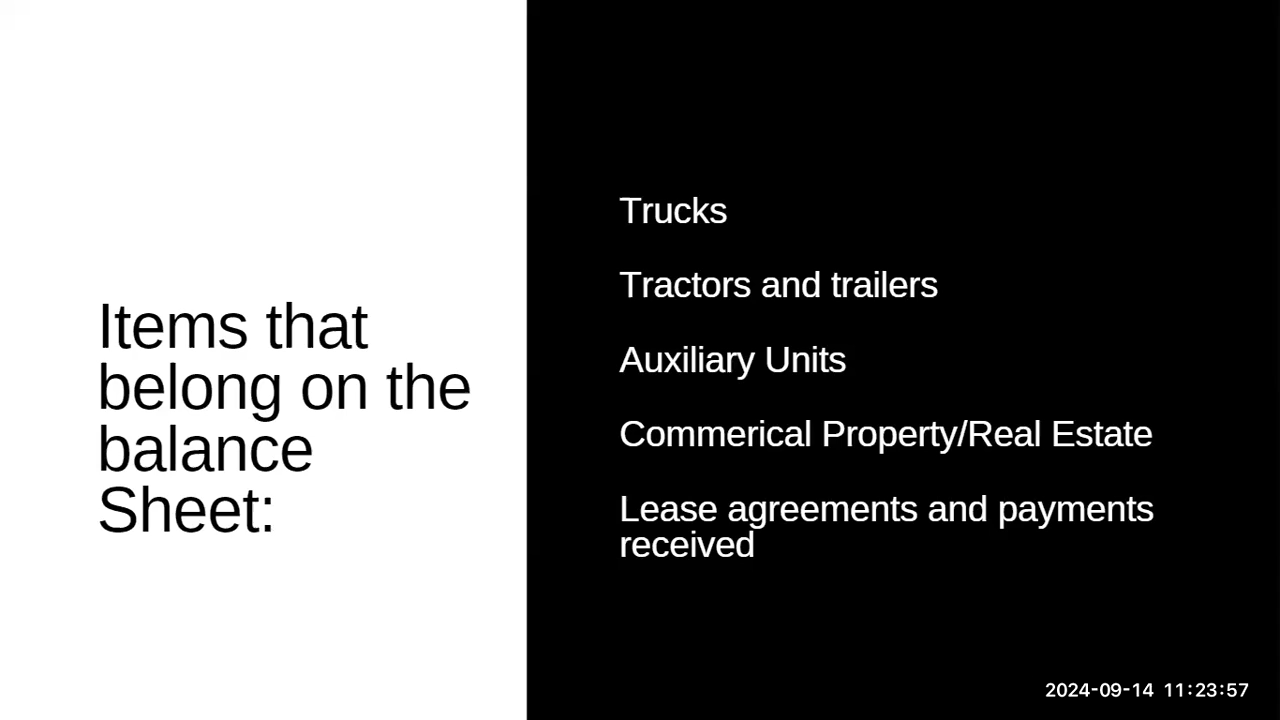 Items that
belong on the
balance
Sheet:
Trucks
Tractors and trailers
Auxiliary Units
Commerical Property/Real Estate
Lease agreements and payments
received
2024-09-14 11:23:57